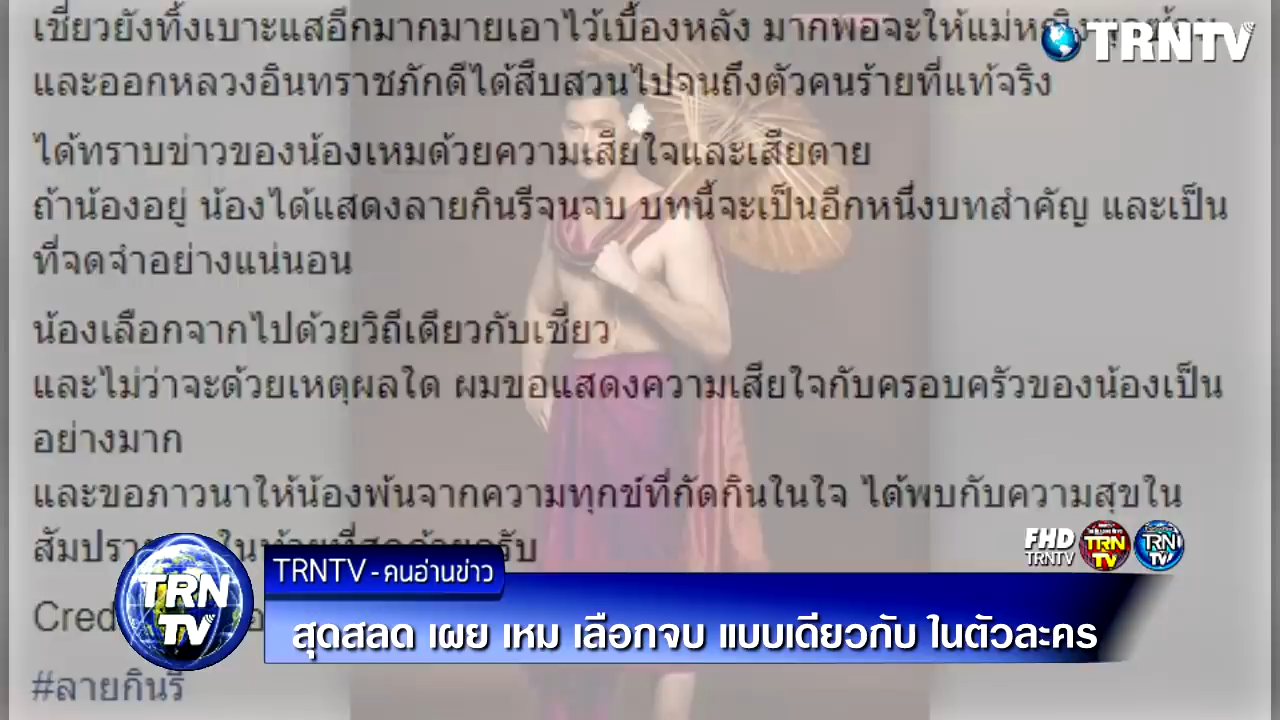 เชี่ยวยังทิ้งเบาะแสอีกมากมายเอาไว้เบื้องหลัง มากพอจะให้แม่หญิง
TRNTV
และออกหลวงอินทราชภักดีได้สืบสวนไปจนถึงตัวคนร้ายที่แท้จริง
ได้ทราบข่าวของน้องเหมด้วยความเสียใจและเสียดาย
ถ้าน้องอยู่ น้องได้แสดงลายกินรีจนจบ บทนี้จะเป็นอีกหนึ่งบทสำคัญ และเป็น
ที่จดจำอย่างแน่นอน
น้องเลือกจากไปด้วยวิถีเดียวกับเชี่ยว
และไม่ว่าจะด้วยเหตุผลใด ผมขอแสดงความเสียใจกับครอบครัวของน้องเป็น
อย่างมาก
และขอภาวนาให้น้องพ้นจากความทุกข์ที่กัดกินในใจ ได้พบกับความสุขใน
FHD
TRNTV
TRN
TV
TRN
TV
TRNTV - คนอ่านข่าว
TRN
TV
สุดสลด เผย เหม เลือกจบ แบบเดียวกับ ในตัวละคร
#ลายกินรี